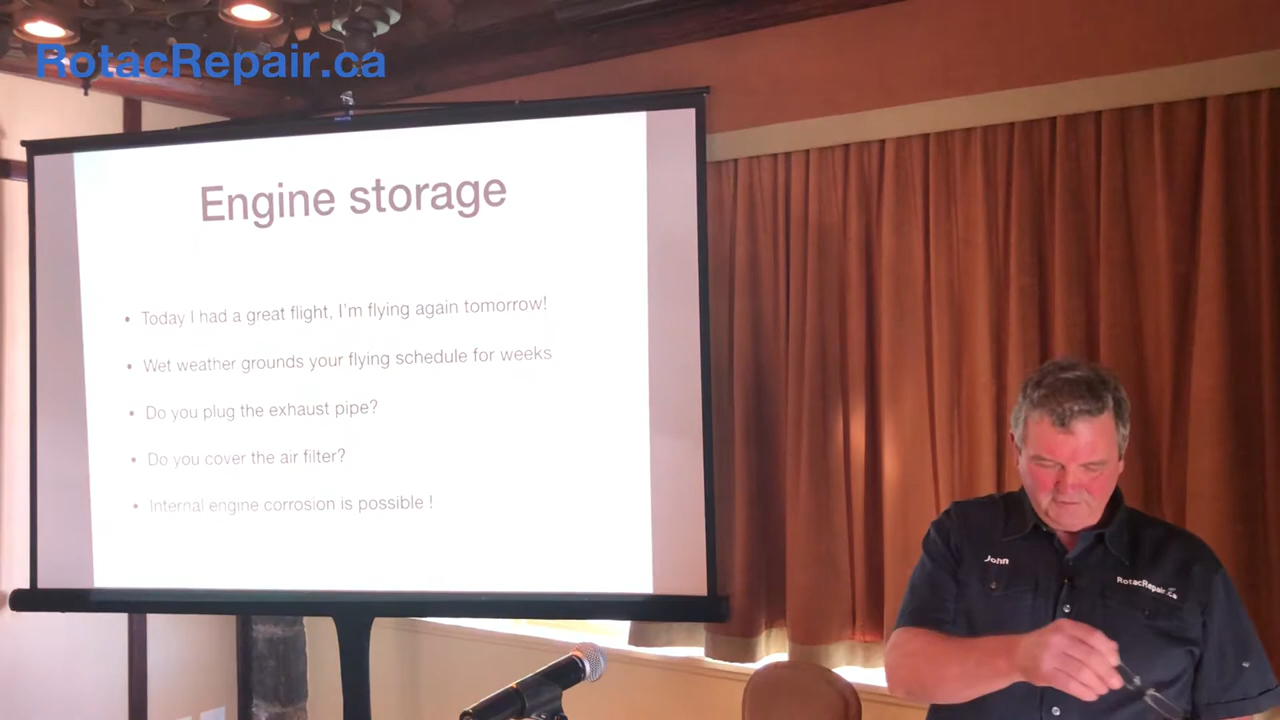 RotacRepair.ca
Engine storage
• Today I had a great flight, I'm flying again tomorrow!
• Wet weather grounds your flying schedule for weeks
• Do you plug the exhaust pipe?
• Do you cover the air filter?
• Internal engine corrosion is possible !
John
RotacRepair.ca